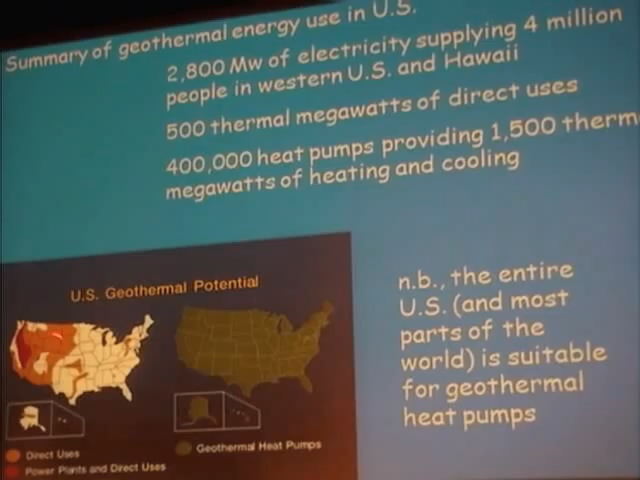 Summary of geothermal energy use in U.S.
2,800 Mw of electricity supplying 4 million
people in western U.S. and Hawaii
500 thermal megawatts of direct uses
400,000 heat pumps providing 1,500 therm
megawatts of heating and cooling
U.S. Geothermal Potential
n.b., the entire
U.S. (and most
parts of the
world) is suitable
for geothermal
heat pumps
Direct Uses
Power Plants and Direct Uses
Geothermal Heat Pumps